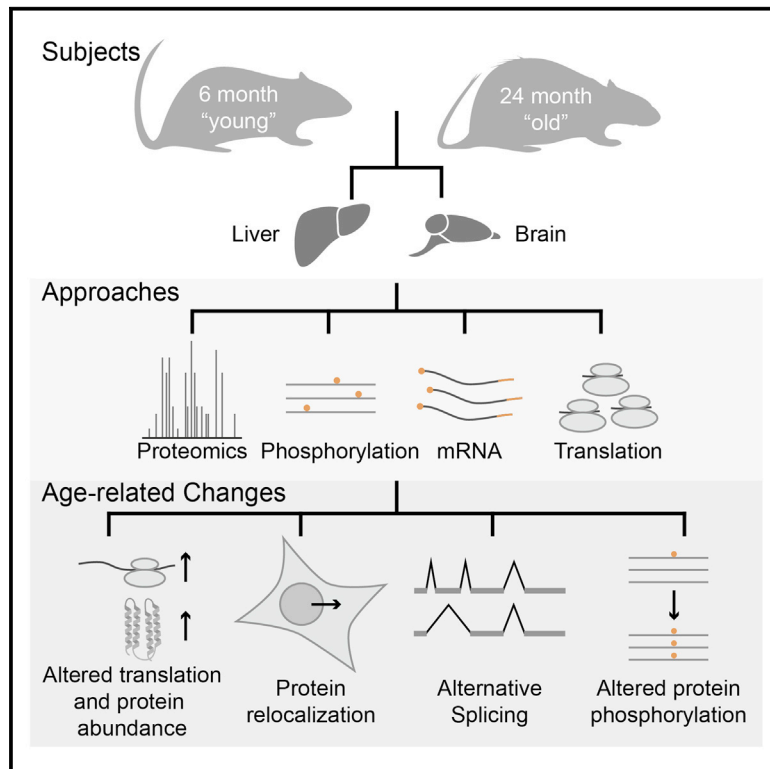 Subjects
6 month
“young”
24 month
“old”
Liver
Brain
Approaches
Proteomics
Phosphorylation
mRNA
Translation
Age-related Changes
Altered translation
and protein
abundance
Protein
relocalization
Alternative
Splicing
Altered protein
phosphorylation